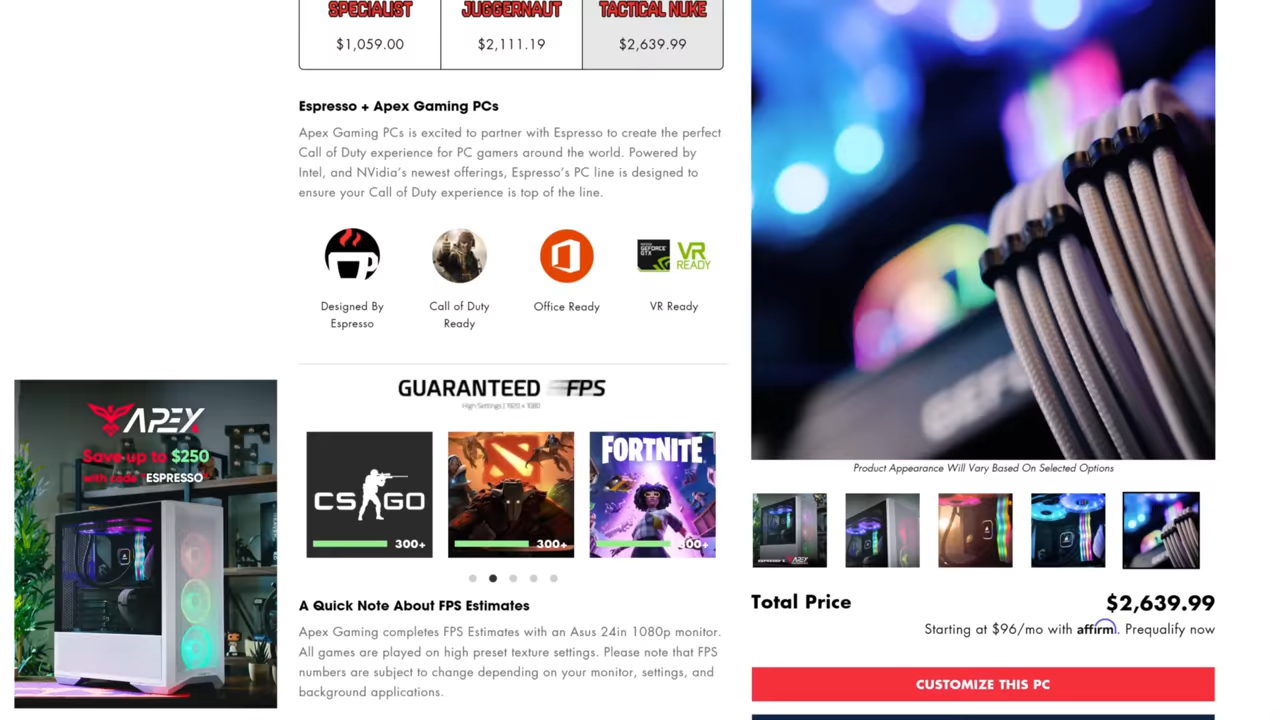 SPECIALIST
JUGGERNAUT
TACTICAL NUKE
$1,059.00
$2,111.19
$2,639.99
Espresso + Apex Gaming PCs
Apex Gaming PCs is excited to partner with Espresso to create the perfect
Call of Duty experience for PC gamers around the world. Powered by
Intel, and NVidia's newest offerings, Espresso's PC line is designed to
ensure your Call of Duty experience is top of the line.
GEFORCE
GTX
VR
READY
Designed By
Espresso
Call of Duty
Ready
Office Ready
VR Ready
GUARANTEED FPS
High Settings | 1920 x 1080
CS GO
300+
300+
FORTNITE
300+
A Quick Note About FPS Estimates
Apex Gaming completes FPS Estimates with an Asus 24in 1080p monitor.
All games are played on high preset texture settings. Please note that FPS
numbers are subject to change depending on your monitor, settings, and
background applications.
APEX
Save up to $250
with code "ESPRESSO"
Product Appearance Will Vary Based On Selected Options
Total Price
$2,639.99
Starting at $96/mo with affirm. Prequalify now
CUSTOMIZE THIS PC